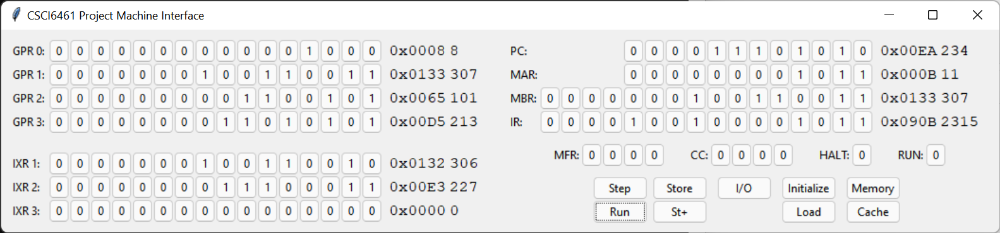 CSCI6461 Project Machine Interface
GPR 0: 0 0 0 0 0 0 0 0 0 0 0 0 1 0 0 0 0x0008 8 PC: 0 0 0 0 1 1 1 0 1 0 1 0 0x00EA 234
GPR 1: 0 0 0 0 0 0 0 1 0 0 1 1 0 0 1 1 0x0133 307 MAR: 0 0 0 0 0 0 0 0 1 0 1 1 0x000B 11
GPR 2: 0 0 0 0 0 0 0 0 0 1 1 0 0 1 0 1 0x0065 101 MBR: 0 0 0 0 0 0 0 1 0 0 1 1 0 0 1 1 0x0133 307
GPR 3: 0 0 0 0 0 0 0 0 1 1 0 1 0 1 0 1 0x00D5 213 IR: 0 0 0 0 1 0 0 1 0 0 0 0 1 0 1 1 0x090B 2315
MFR: 0 0 0 0 CC: 0 0 0 0 HALT: 0 RUN: 0
IXR 1: 0 0 0 0 0 0 0 1 0 0 1 1 0 0 1 0 0x0132 306
IXR 2: 0 0 0 0 0 0 0 0 1 1 1 0 0 0 1 1 0x00E3 227 Step Store I/O Initialize Memory
IXR 3: 0 0 0 0 0 0 0 0 0 0 0 0 0 0 0 0 0x0000 0 Run St+ Load Cache